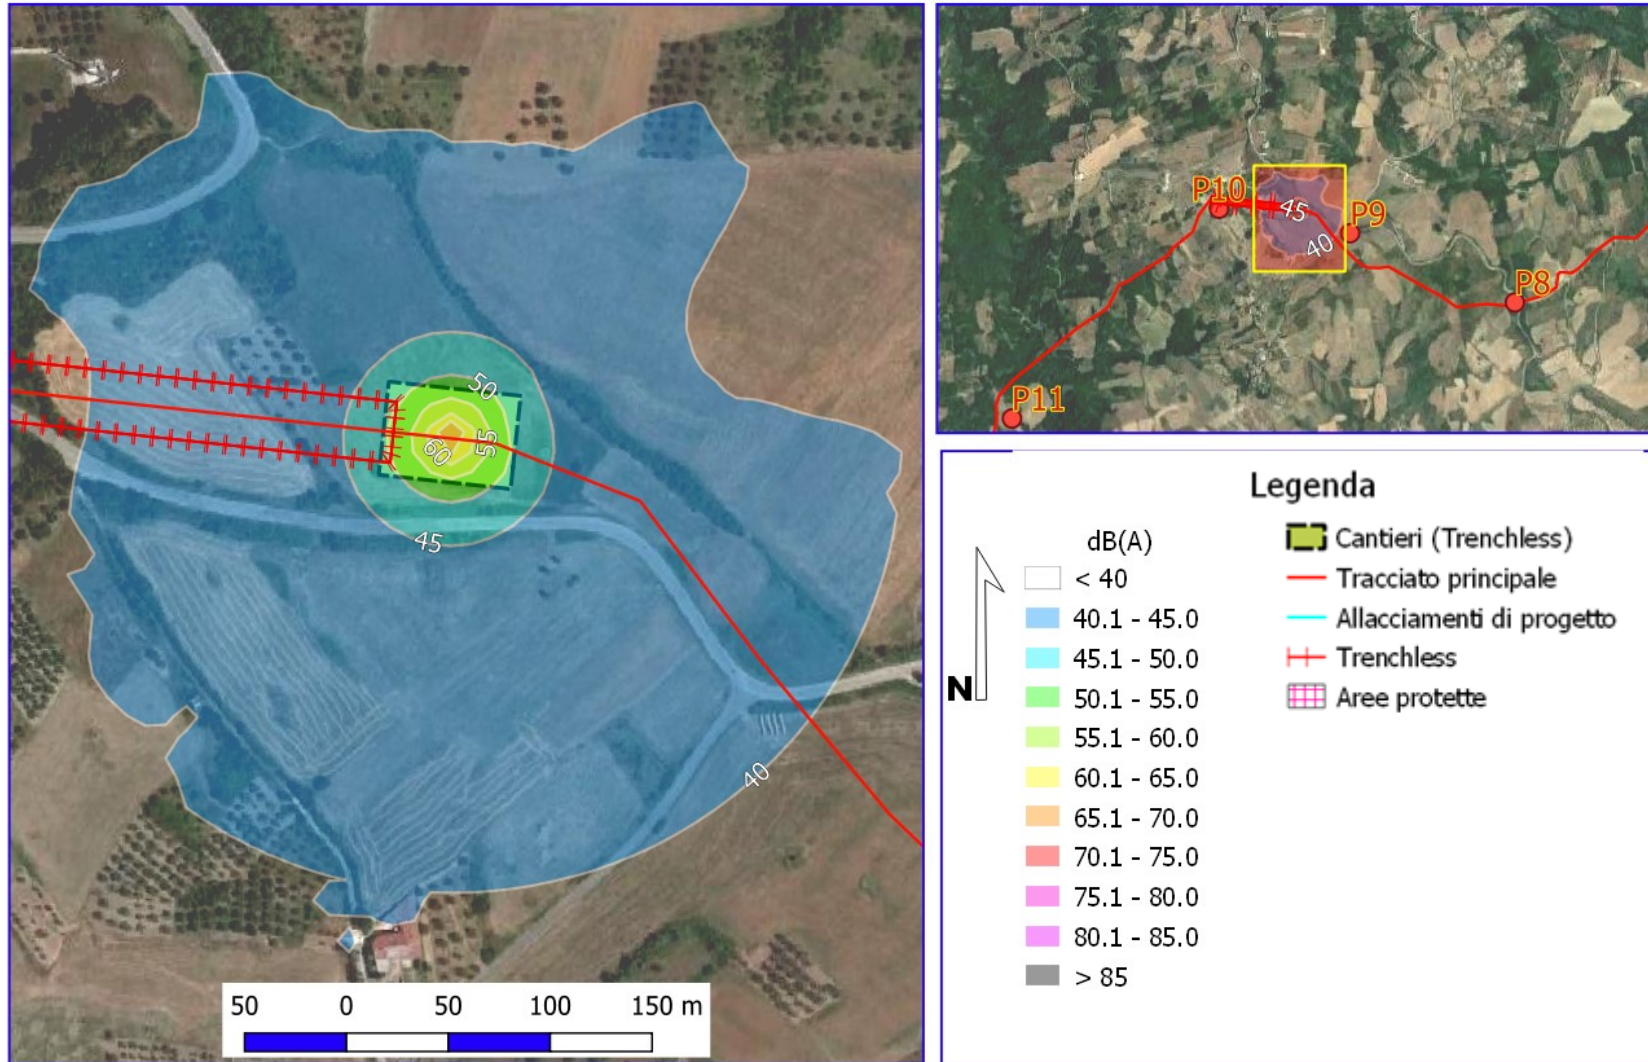 50
55
60
45
40
50 0 50 100 150 m
P10
45
P9
40
P8
P11
Legenda
N
dB(A)
< 40
40.1 - 45.0
45.1 - 50.0
50.1 - 55.0
55.1 - 60.0
60.1 - 65.0
65.1 - 70.0
70.1 - 75.0
75.1 - 80.0
80.1 - 85.0
> 85
Cantieri (Trenchless)
Tracciato principale
Allacciamenti di progetto
Trenchless
Aree protette